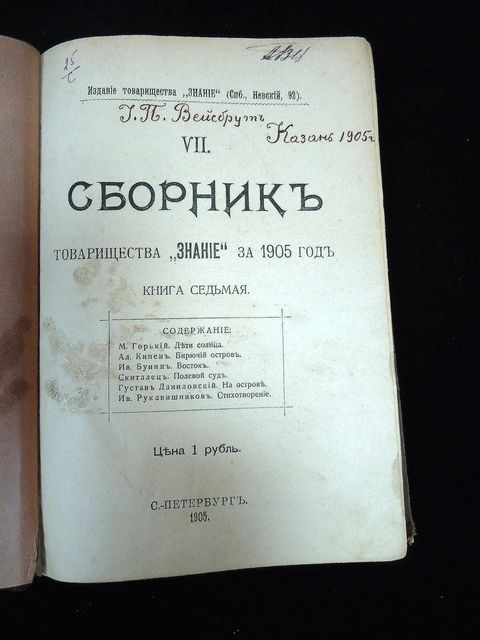 25
Изданіе товарищества „ЗНАНІЕ“ (Спб., Невскій, 92).
І. П. Вейсбрутъ
Казань 1905г
VII.
СБОРНИКЪ
ТОВАРИЩЕСТВА „ЗНАНІЕ“ ЗА 1905 ГОДЪ
КНИГА СЕДЬМАЯ.
СОДЕРЖАНІЕ:
М. Горькій. Дѣти солнца.
Ал. Кипенъ. Бирючій островъ.
Ив. Бунинъ. Востокъ.
Скиталецъ. Полевой судъ.
Густавъ Даниловскій. На островѣ.
Ив. Рукавишниковъ. Стихотвореніе.
Цѣна 1 рубль.
С.-ПЕТЕРБУРГЪ.
1905.